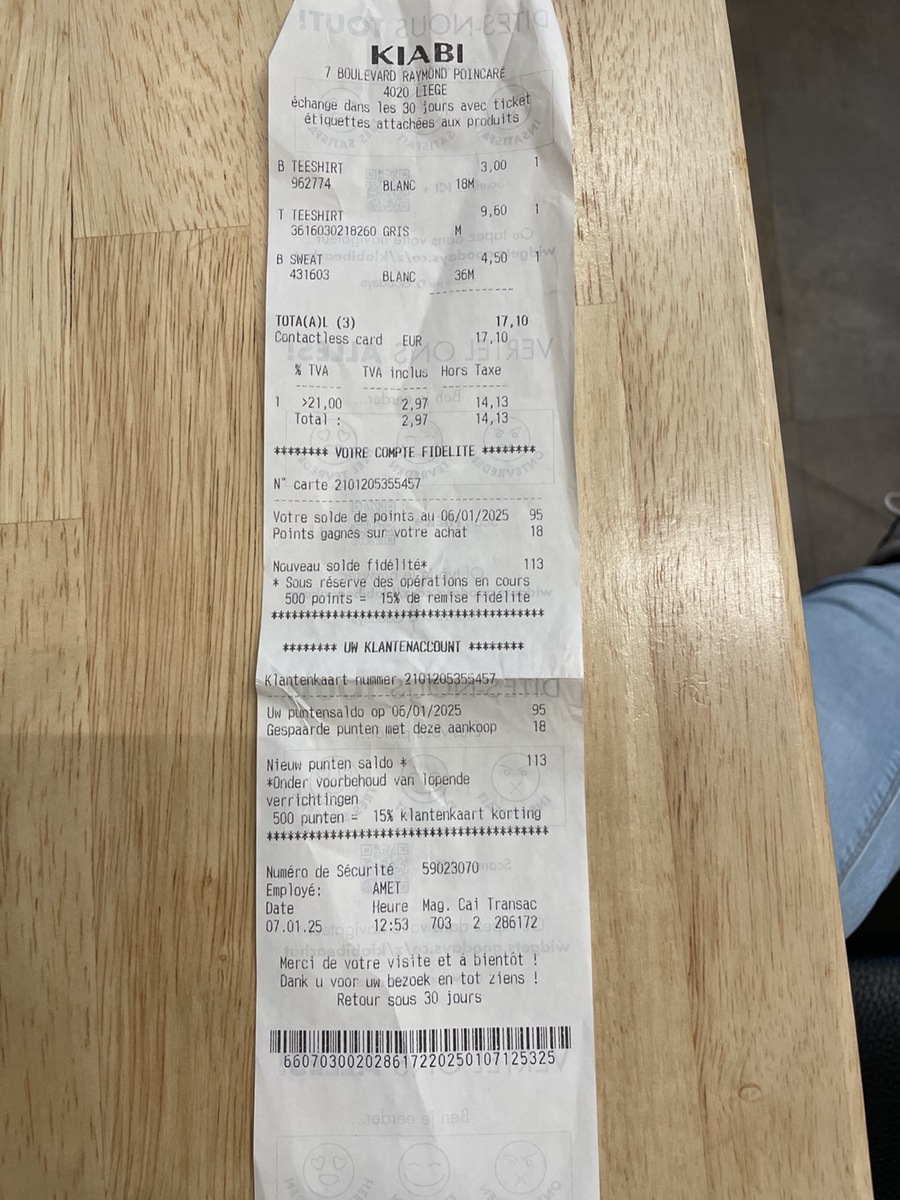 KIABI
7 BOULEVARD RAYMOND POINCARE
4020 LIEGE
échange dans les 30 jours avec ticket
étiquettes attachées aux produits
B TEESHIRT 3,00 1
962774 BLANC 18M
T TEESHIRT 9,60 1
3616030218260 GRIS M
B SWEAT 4,50 1
431603 BLANC 36M
------------
TOTA(A)L (3) 17,10
Contactless card EUR 17,10
% TVA TVA inclus Hors Taxe
1 >21,00 2,97 14,13
Total : 2,97 14,13
******** VOTRE COMPTE FIDELITE ********
N° carte 2101205355457
Votre solde de points au 06/01/2025 95
Points gagnés sur votre achat 18
Nouveau solde fidélité* 113
* Sous réserve des opérations en cours
500 points = 15% de remise fidélité
***************************************
******** UW KLANTENACCOUNT ********
Klantenkaart nummer 2101205355457
Uw puntensaldo op 06/01/2025 95
Gespaarde punten met deze aankoop 18
Nieuw punten saldo * 113
*Onder voorbehoud van lopende
verrichtingen
500 punten = 15% klantenkaart korting
***************************************
Numéro de Sécurité 59023070
Employé: AMET
Date Heure Mag. Cai Transac
07.01.25 12:53 703 2 286172
Merci de votre visite et à bientôt !
Dank u voor uw bezoek en tot ziens !
Retour sous 30 jours
660703002028617220250107125325